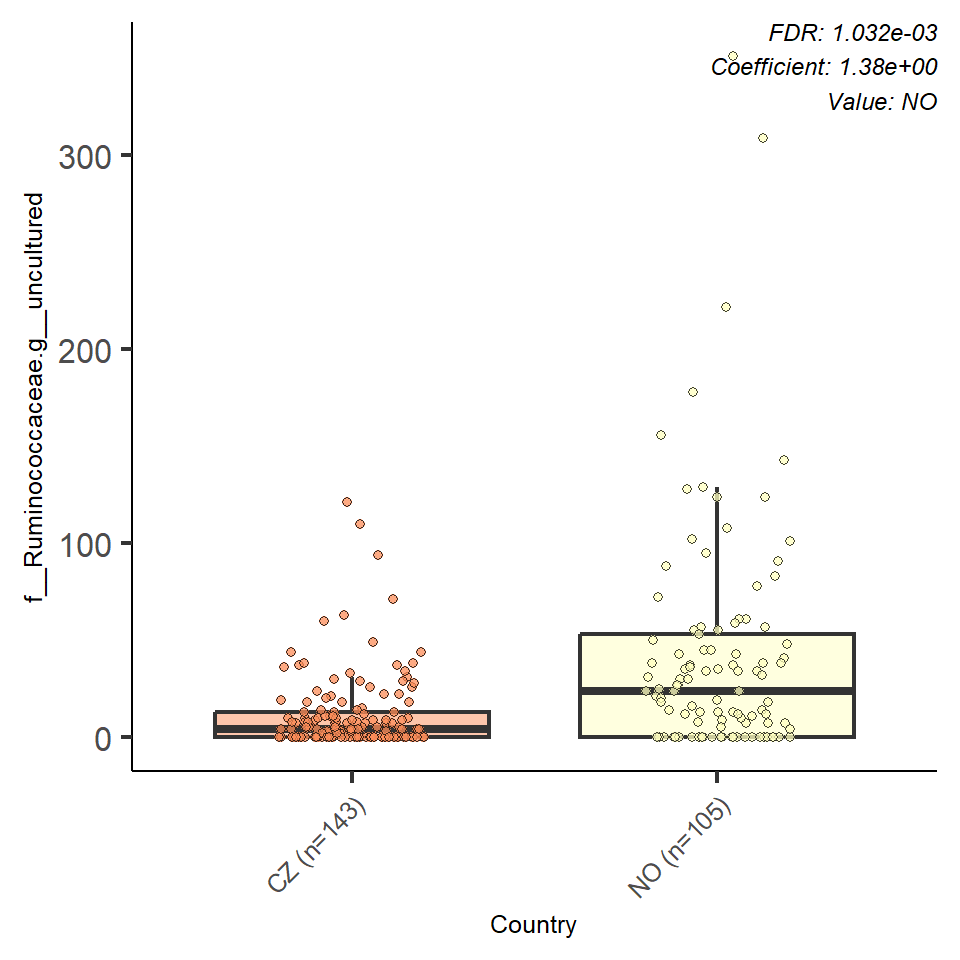 FDR: 1.032e-03
Coefficient: 1.38e+00
Value: NO
f__Ruminococcaceae.g__uncultured
300
200
100
0
CZ (n=143)
NO (n=105)
Country